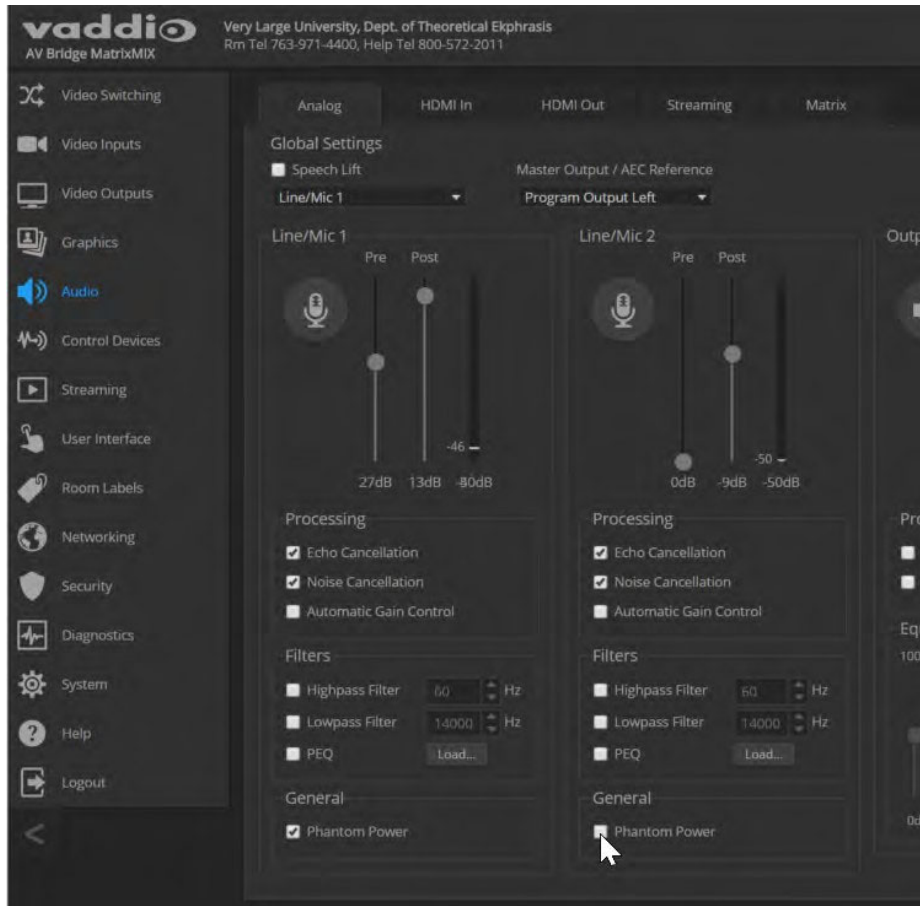 vaddio
AV Bridge MatrixMIX
Very Large University, Dept. of Theoretical Ekphrasis
Rm Tel 763-971-4400, Help Tel 800-572-2011
Video Switching
Video Inputs
Video Outputs
Graphics
Audio
Control Devices
Streaming
User Interface
Room Labels
Networking
Security
Diagnostics
System
Help
Logout
<
Analog HDMI In HDMI Out Streaming Matrix
Global Settings
Speech Lift Master Output / AEC Reference
Line/Mic 1 Program Output Left
Line/Mic 1
Pre Post
-46
27dB 13dB
Processing
Echo Cancellation
Noise Cancellation
Automatic Gain Control
Filters
Highpass Filter 60 Hz
Lowpass Filter 14000 Hz
PEQ Load...
General
Phantom Power
Line/Mic 2
Pre Post
-50
0dB -9dB -50dB
Processing
Echo Cancellation
Noise Cancellation
Automatic Gain Control
Filters
Highpass Filter 60 Hz
Lowpass Filter 14000 Hz
PEQ Load...
General
Phantom Power
Outp
Pro
Equ
100
0d